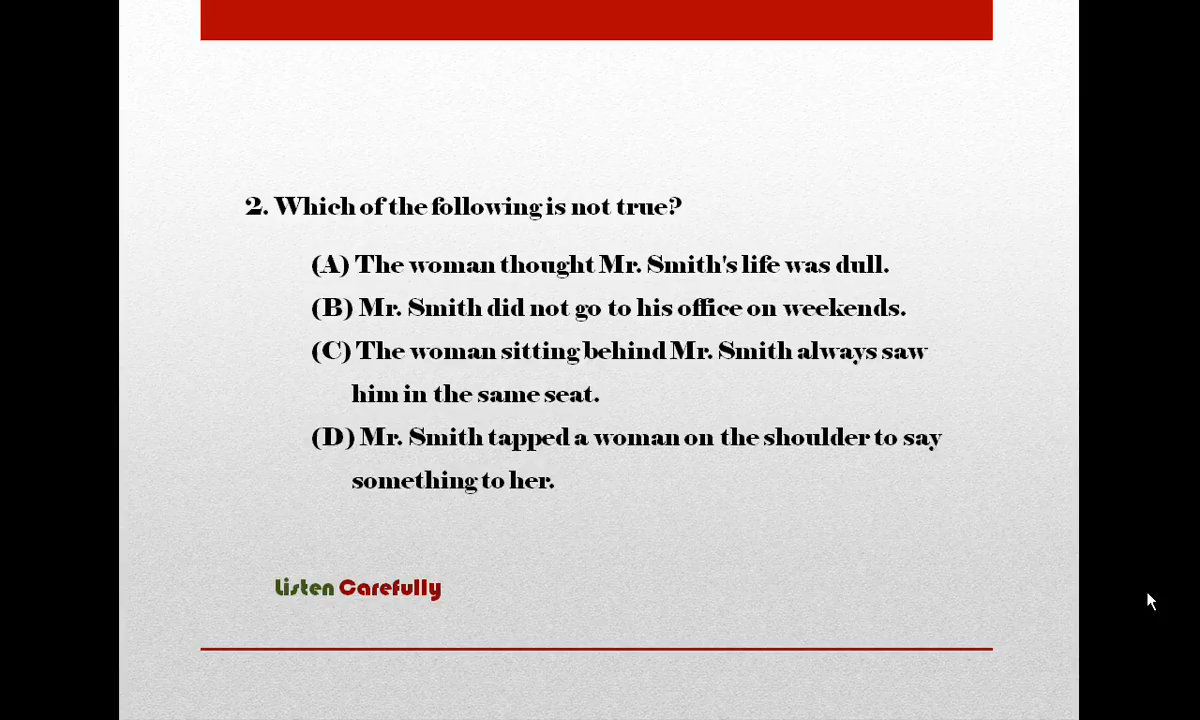 2. Which of the following is not true?
(A) The woman thought Mr. Smith's life was dull.
(B) Mr. Smith did not go to his office on weekends.
(C) The woman sitting behind Mr. Smith always saw
him in the same seat.
(D) Mr. Smith tapped a woman on the shoulder to say
something to her.
Listen Carefully